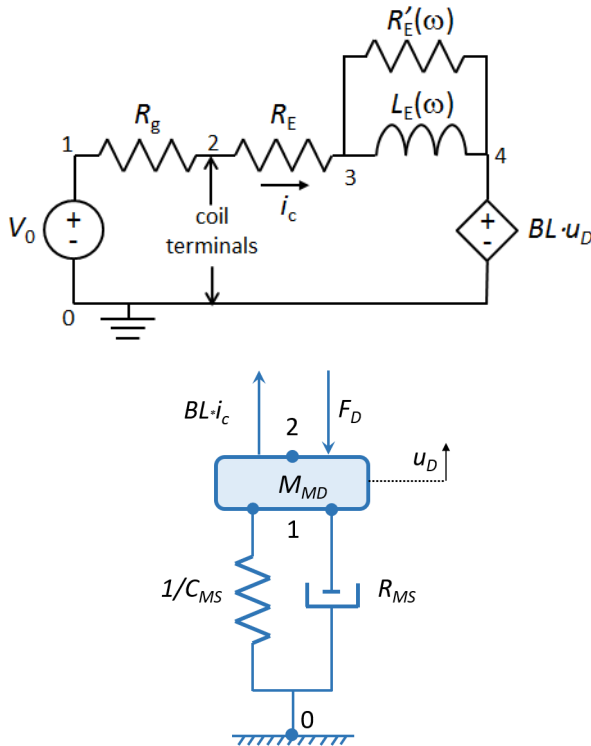 R′E(ω)
Rg
RE
LE(ω)
1
2
3
4
ic
V0
+
-
coil
terminals
+
-
BL·uD
0
BL*ic
FD
2
uD
MMD
1
1/CMS
RMS
0